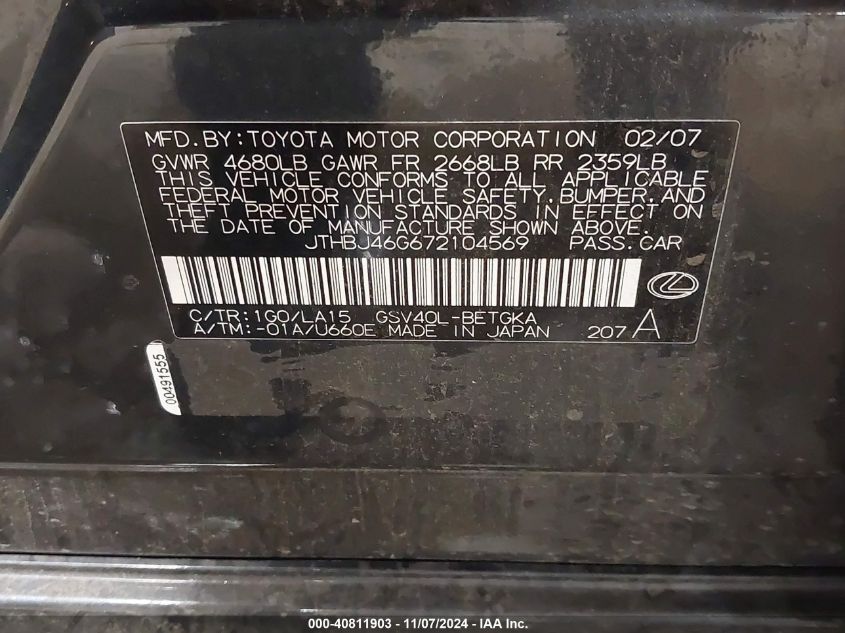 MFD. BY: TOYOTA MOTOR CORPORATION 02/07
GVWR 4680LB GAWR FR 2668LB RR 2359LB
THIS VEHICLE CONFORMS TO ALL APPLICABLE
FEDERAL MOTOR VEHICLE SAFETY, BUMPER, AND
THEFT PREVENTION STANDARDS IN EFFECT ON
THE DATE OF MANUFACTURE SHOWN ABOVE.
JTHBJ46G672104569 PASS. CAR
C/TR: 1G0/LA15 GSV40L-BETGKA
A/TM: -01A/U660E MADE IN JAPAN 207 A
00491555
000-40811903 - 11/07/2024 - IAA Inc.